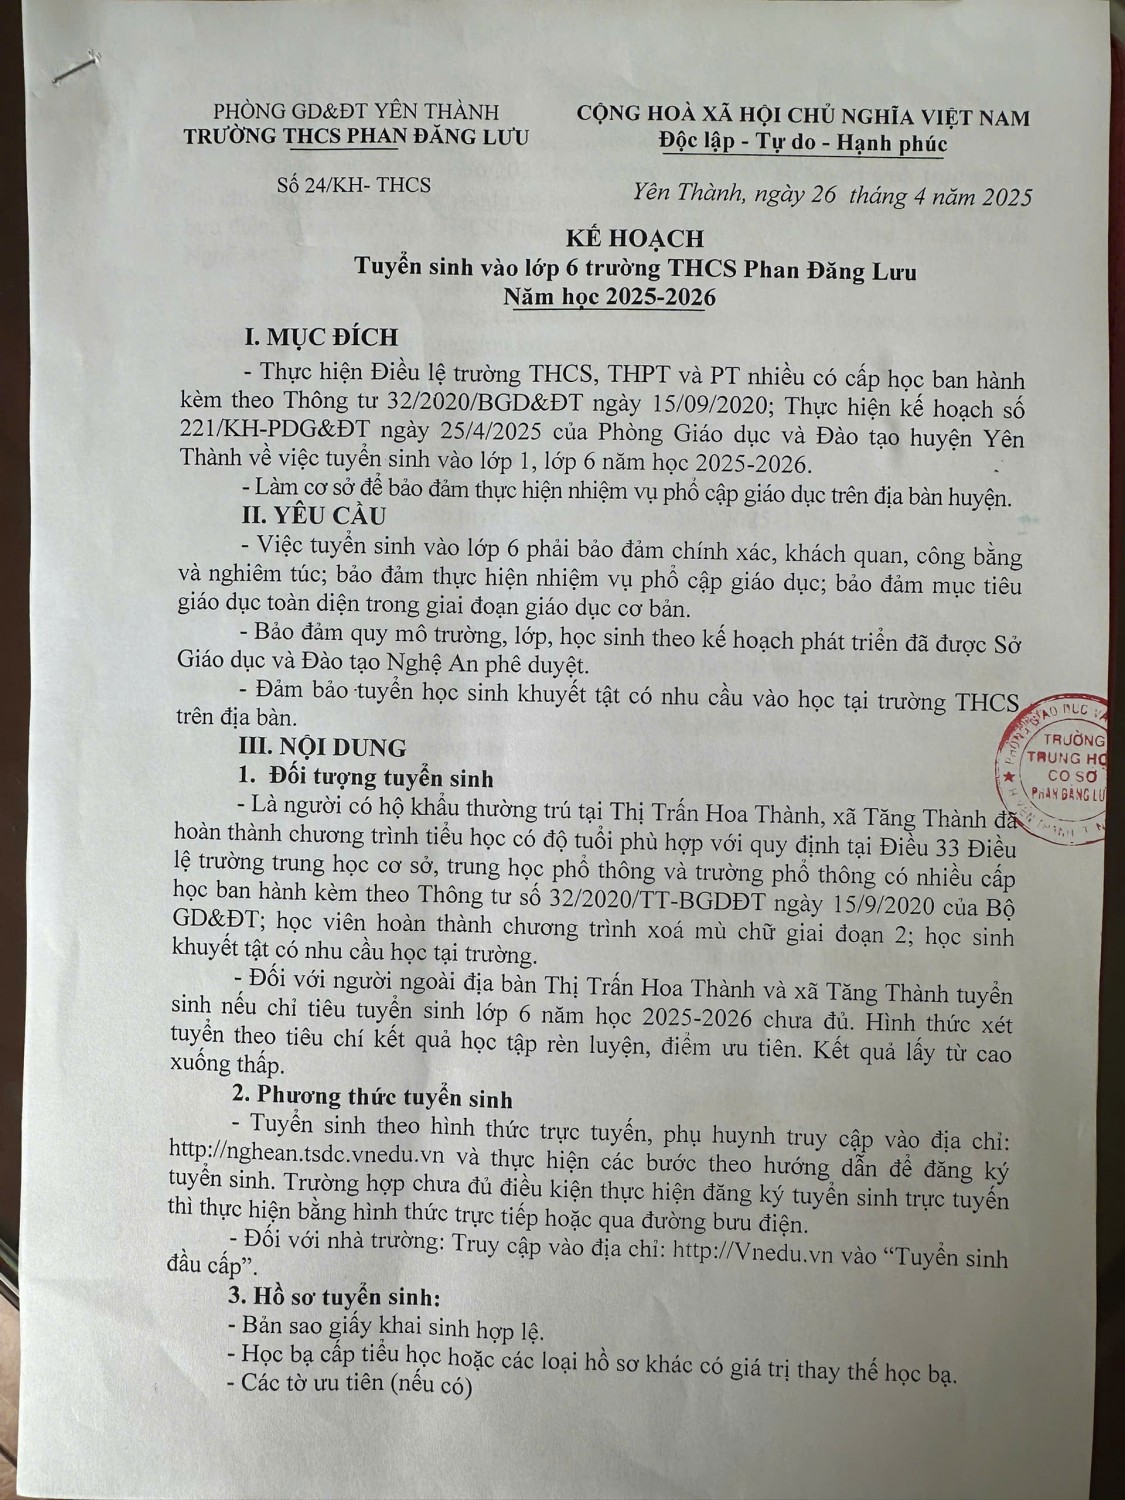 PHÒNG GD&ĐT YÊN THÀNH
TRƯỜNG THCS PHAN ĐĂNG LƯU
CỘNG HOÀ XÃ HỘI CHỦ NGHĨA VIỆT NAM
Độc lập - Tự do - Hạnh phúc
Số 24/KH- THCS
Yên Thành, ngày 26 tháng 4 năm 2025
KẾ HOẠCH
Tuyển sinh vào lớp 6 trường THCS Phan Đăng Lưu
Năm học 2025-2026
I. MỤC ĐÍCH
- Thực hiện Điều lệ trường THCS, THPT và PT nhiều có cấp học ban hành
kèm theo Thông tư 32/2020/BGD&ĐT ngày 15/09/2020; Thực hiện kế hoạch số
221/KH-PDG&ĐT ngày 25/4/2025 của Phòng Giáo dục và Đào tạo huyện Yên
Thành về việc tuyển sinh vào lớp 1, lớp 6 năm học 2025-2026.
- Làm cơ sở để bảo đảm thực hiện nhiệm vụ phổ cập giáo dục trên địa bàn huyện.
II. YÊU CẦU
- Việc tuyển sinh vào lớp 6 phải bảo đảm chính xác, khách quan, công bằng
và nghiêm túc; bảo đảm thực hiện nhiệm vụ phổ cập giáo dục; bảo đảm mục tiêu
giáo dục toàn diện trong giai đoạn giáo dục cơ bản.
- Bảo đảm quy mô trường, lớp, học sinh theo kế hoạch phát triển đã được Sở
Giáo dục và Đào tạo Nghệ An phê duyệt.
- Đảm bảo tuyển học sinh khuyết tật có nhu cầu vào học tại trường THCS
trên địa bàn.
III. NỘI DUNG
1. Đối tượng tuyển sinh
- Là người có hộ khẩu thường trú tại Thị Trấn Hoa Thành, xã Tăng Thành đã
hoàn thành chương trình tiểu học có độ tuổi phù hợp với quy định tại Điều 33 Điều
lệ trường trung học cơ sở, trung học phổ thông và trường phổ thông có nhiều cấp
học ban hành kèm theo Thông tư số 32/2020/TT-BGDĐT ngày 15/9/2020 của Bộ
GD&ĐT; học viên hoàn thành chương trình xoá mù chữ giai đoạn 2; học sinh
khuyết tật có nhu cầu học tại trường.
- Đối với người ngoài địa bàn Thị Trấn Hoa Thành và xã Tăng Thành tuyển
sinh nếu chỉ tiêu tuyển sinh lớp 6 năm học 2025-2026 chưa đủ. Hình thức xét
tuyển theo tiêu chí kết quả học tập rèn luyện, điểm ưu tiên. Kết quả lấy từ cao
xuống thấp.
2. Phương thức tuyển sinh
- Tuyển sinh theo hình thức trực tuyến, phụ huynh truy cập vào địa chỉ:
http://nghean.tsdc.vnedu.vn và thực hiện các bước theo hướng dẫn để đăng ký
tuyển sinh. Trường hợp chưa đủ điều kiện thực hiện đăng ký tuyển sinh trực tuyến
thì thực hiện bằng hình thức trực tiếp hoặc qua đường bưu điện.
- Đối với nhà trường: Truy cập vào địa chỉ: http://Vnedu.vn vào “Tuyển sinh
đầu cấp”.
3. Hồ sơ tuyển sinh:
- Bản sao giấy khai sinh hợp lệ.
- Học bạ cấp tiểu học hoặc các loại hồ sơ khác có giá trị thay thế học bạ.
- Các tờ ưu tiên (nếu có)
TRƯỜNG
TRUNG HỌ
CƠ SỞ
PHAN ĐĂNG LƯ